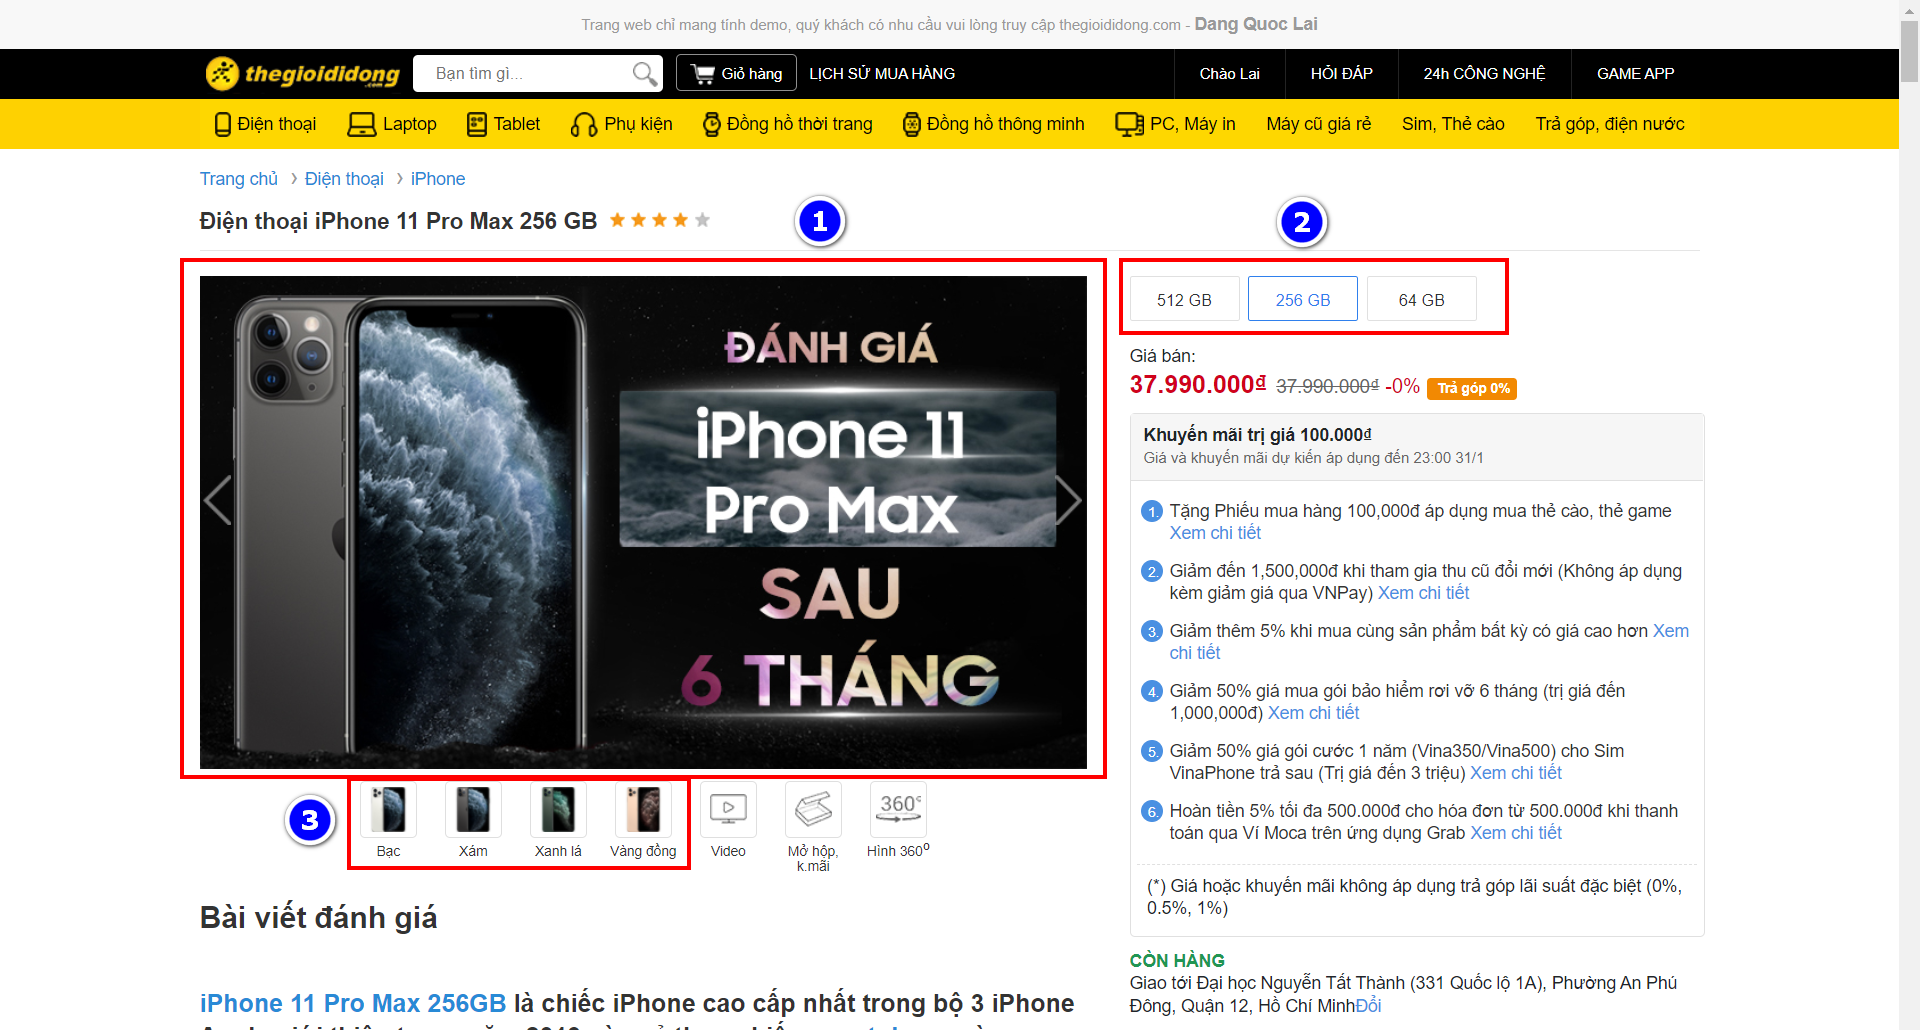 Trang web chỉ mang tính demo, quý khách có nhu cầu vui lòng truy cập thegioididong.com - Dang Quoc Lai
thegioididong
.com
Bạn tìm gì...
Giỏ hàng
LỊCH SỬ MUA HÀNG
Chào Lai
HỎI ĐÁP
24h CÔNG NGHỆ
GAME APP
Điện thoại
Laptop
Tablet
Phụ kiện
Đồng hồ thời trang
Đồng hồ thông minh
PC, Máy in
Máy cũ giá rẻ
Sim, Thẻ cào
Trả góp, điện nước
Trang chủ › Điện thoại › iPhone
Điện thoại iPhone 11 Pro Max 256 GB
1
2
ĐÁNH GIÁ
iPhone 11
Pro Max
SAU
6 THÁNG
3
Bạc
Xám
Xanh lá
Vàng đồng
Video
Mở hộp,
k.mãi
360°
Hình 360⁰
Bài viết đánh giá
iPhone 11 Pro Max 256GB là chiếc iPhone cao cấp nhất trong bộ 3 iPhone
512 GB
256 GB
64 GB
Giá bán:
37.990.000₫ 37.990.000₫ -0% Trả góp 0%
Khuyến mãi trị giá 100.000₫
Giá và khuyến mãi dự kiến áp dụng đến 23:00 31/1
1. Tặng Phiếu mua hàng 100,000đ áp dụng mua thẻ cào, thẻ game
Xem chi tiết
2. Giảm đến 1,500,000đ khi tham gia thu cũ đổi mới (Không áp dụng
kèm giảm giá qua VNPay) Xem chi tiết
3. Giảm thêm 5% khi mua cùng sản phẩm bất kỳ có giá cao hơn Xem
chi tiết
4. Giảm 50% giá mua gói bảo hiểm rơi vỡ 6 tháng (trị giá đến
1,000,000đ) Xem chi tiết
5. Giảm 50% giá gói cước 1 năm (Vina350/Vina500) cho Sim
VinaPhone trả sau (Trị giá đến 3 triệu) Xem chi tiết
6. Hoàn tiền 5% tối đa 500.000đ cho hóa đơn từ 500.000đ khi thanh
toán qua Ví Moca trên ứng dụng Grab Xem chi tiết
(*) Giá hoặc khuyến mãi không áp dụng trả góp lãi suất đặc biệt (0%,
0.5%, 1%)
CÒN HÀNG
Giao tới Đại học Nguyễn Tất Thành (331 Quốc lộ 1A), Phường An Phú
Đông, Quận 12, Hồ Chí MinhĐổi